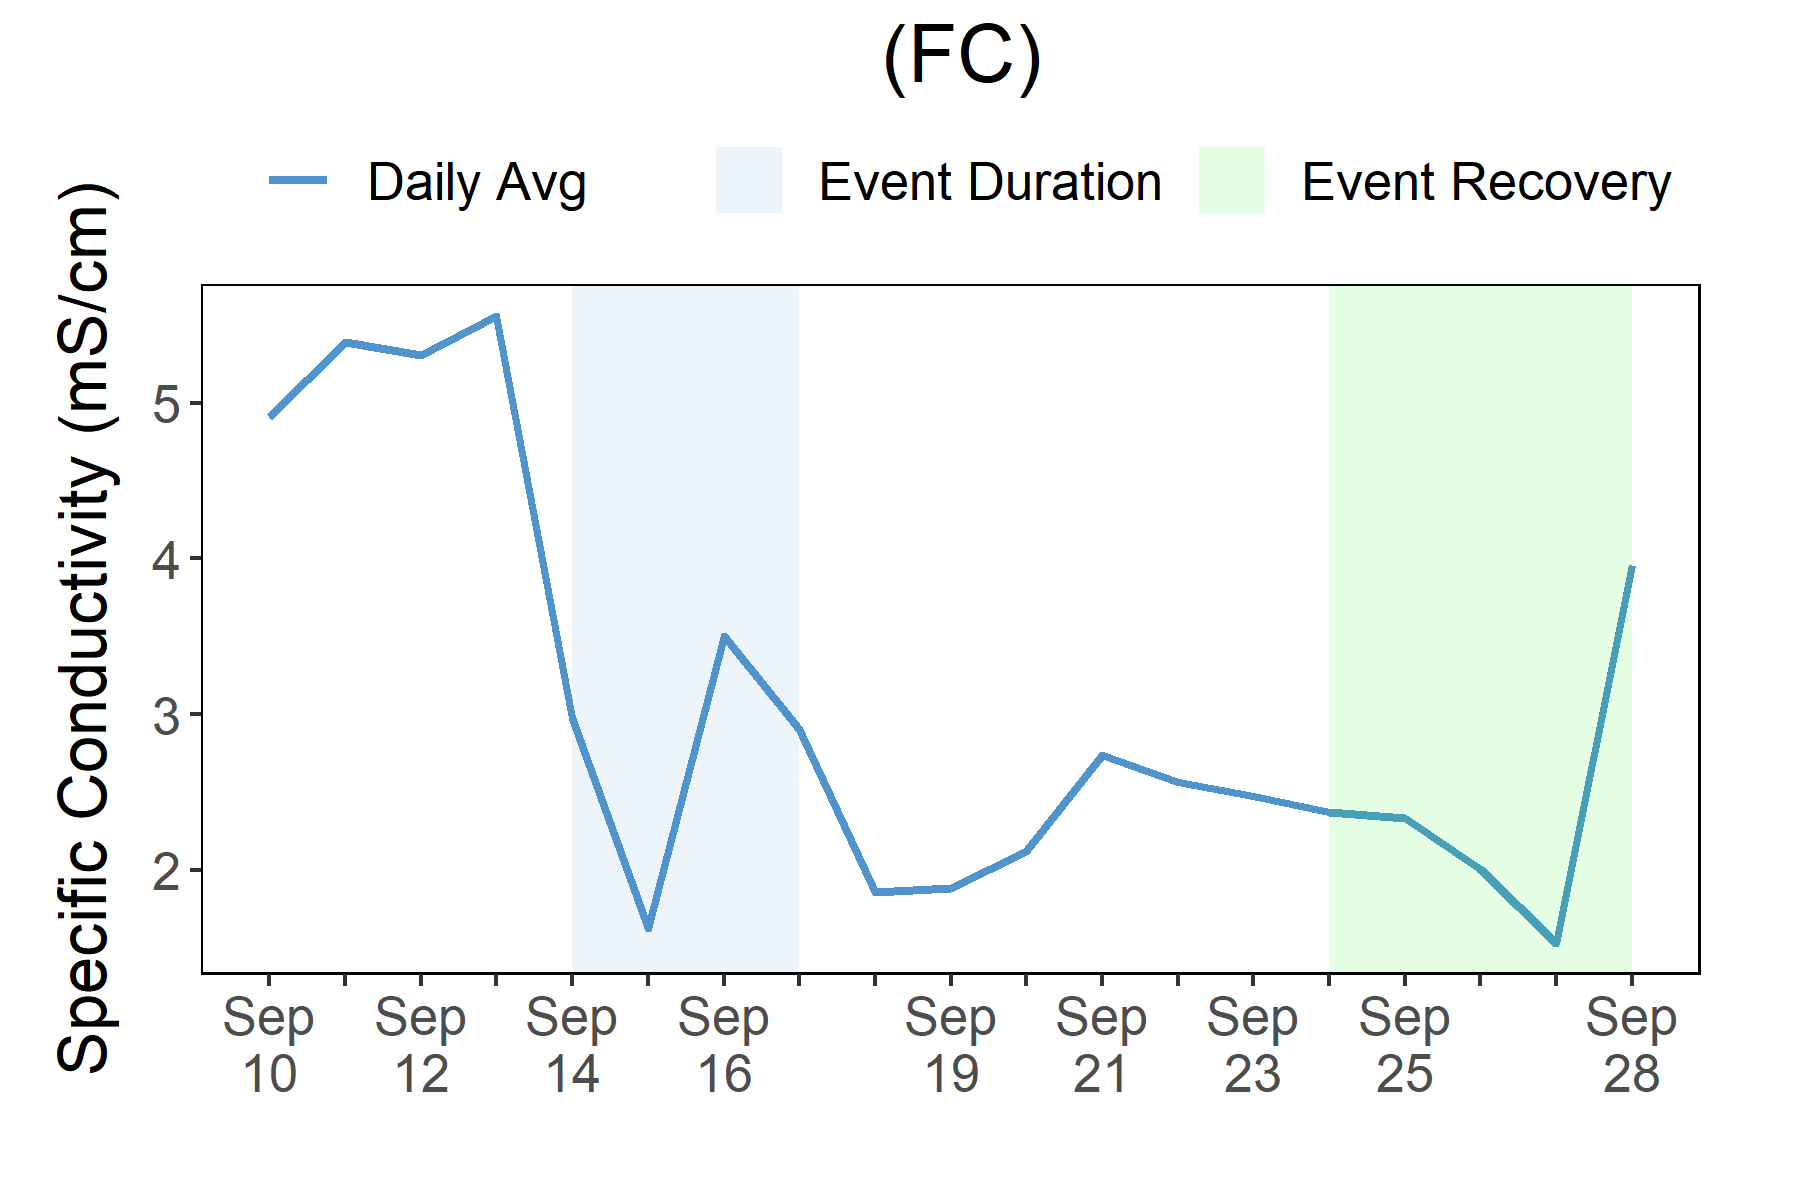 (FC)
Daily Avg
Event Duration
Event Recovery
Specific Conductivity (mS/cm)
5
4
3
2
Sep
10
Sep
12
Sep
14
Sep
16
Sep
19
Sep
21
Sep
23
Sep
25
Sep
28